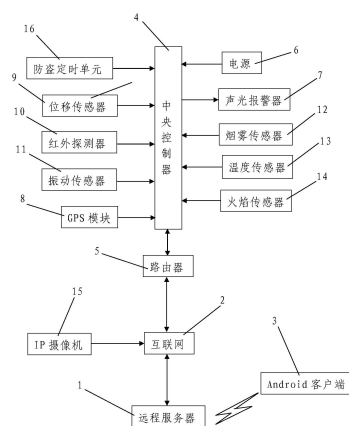 16
4
防盗定时单元
9
位移传感器
10
红外探测器
11
振动传感器
8
GPS 模块
中央控制器
6
电源
7
声光报警器
12
烟雾传感器
13
温度传感器
14
火焰传感器
5
路由器
15
IP 摄像机
2
互联网
3
Android 客户端
1
远程服务器